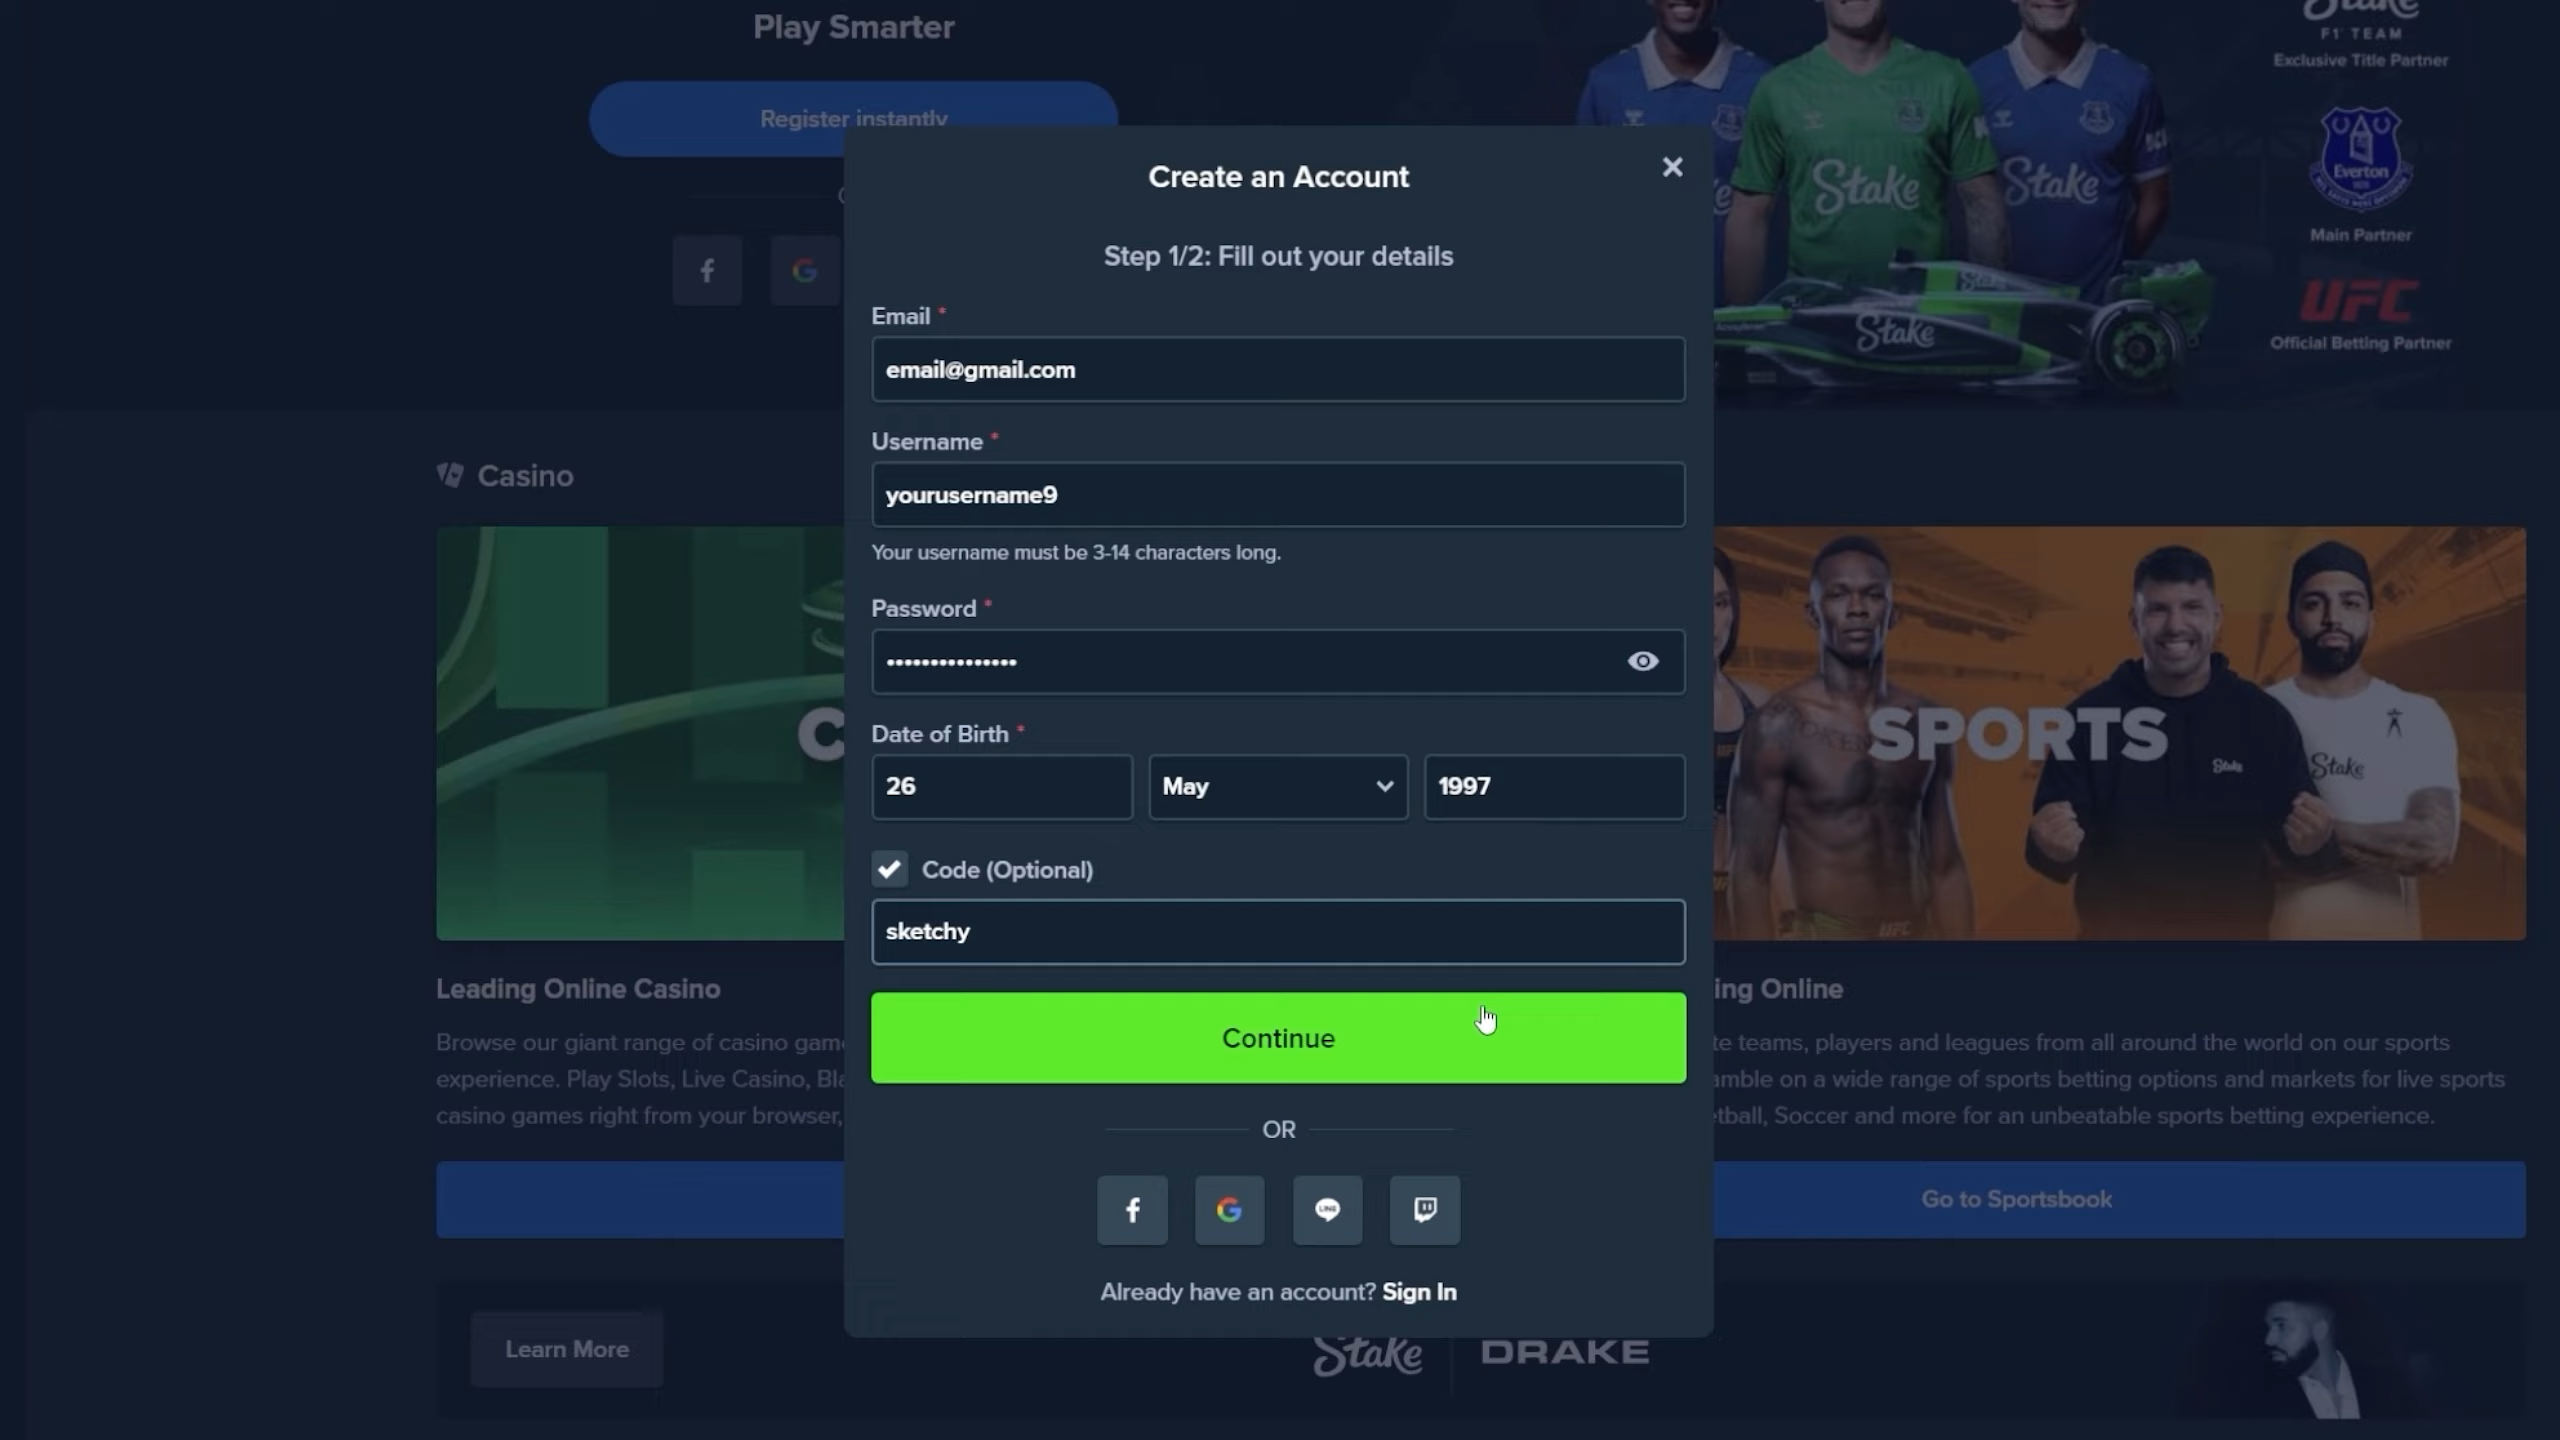 Play Smarter
Register instantly
Stake
F1 TEAM
Exclusive Title Partner
Everton
Main Partner
UFC
Official Betting Partner
Stake
Stake
Stake
Stake
Create an Account
Step 1/2: Fill out your details
Email *
email@gmail.com
Username *
yourusername9
Your username must be 3-14 characters long.
Password *
•••••••••••••••
Date of Birth *
26 May 1997
Code (Optional)
sketchy
Continue
OR
LINE
Already have an account? Sign In
Casino
C
SPORTS
Stake
Stake
Leading Online Casino
Browse our giant range of casino
experience. Play Slots, Live Casino,
casino games right from your browser,
ing Online
teams, players and leagues from all around the world on our sports
on a wide range of sports betting options and markets for live sports
Soccer and more for an unbeatable sports betting experience.
Go to Sportsbook
Learn More
Stake
DRAKE